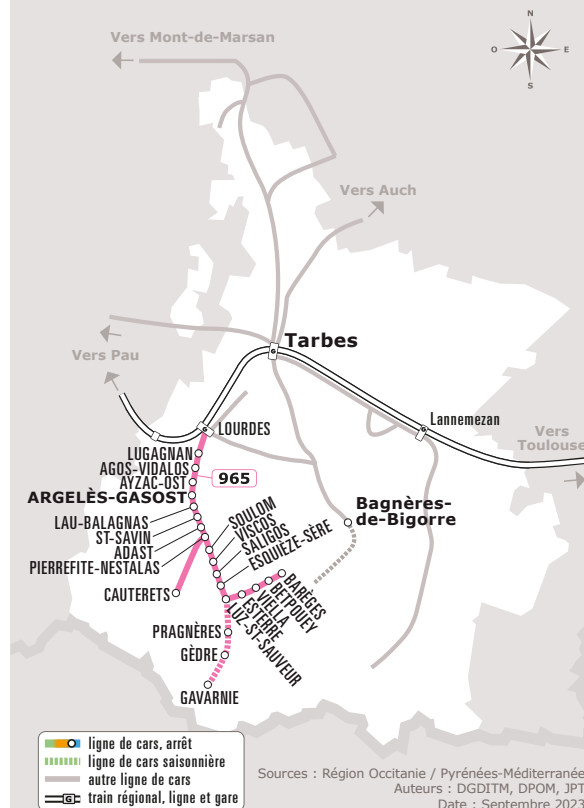 Vers Mont-de-Marsan
N
O
E
S
Vers Auch
Tarbes
Vers Pau
G
LOURDES
G
Lannemezan
G
Vers
Toulouse
LUGAGNAN
AGOS-VIDALOS
AYZAC-OST
965
ARGELÈS-GASOST
Bagnères-
de-Bigorre
LAU-BALAGNAS
ST-SAVIN
ADAST
PIERREFITE-NESTALAS
SOULOM
VISCOS
SALIGOS
ESQUIÈZE-SÈRE
CAUTERETS
BARÈGES
BETPOUEY
VIELLA
ESTERRE
LUZ-ST-SAUVEUR
PRAGNÈRES
GÈDRE
GAVARNIE
ligne de cars, arrêt
ligne de cars saisonnière
autre ligne de cars
G
train régional, ligne et gare
Sources : Région Occitanie / Pyrénées-Méditerranée
Auteurs : DGDITM, DPOM, JPT
Date : Septembre 2023